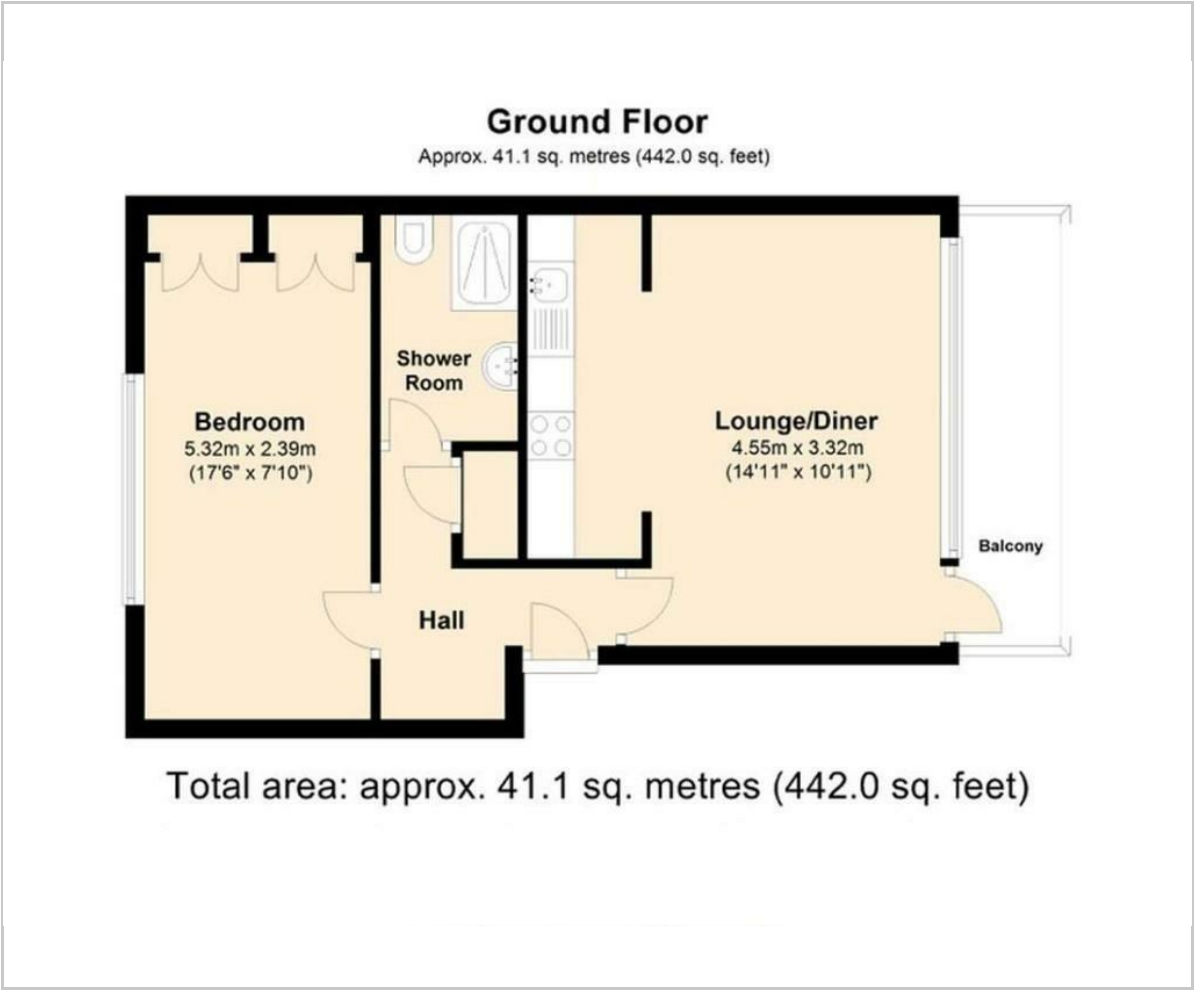 Ground Floor
Approx. 41.1 sq. metres (442.0 sq. feet)
Shower
Room
Bedroom
5.32m x 2.39m
(17'6" x 7'10")
Lounge/Diner
4.55m x 3.32m
(14'11" x 10'11")
Balcony
Hall
Total area: approx. 41.1 sq. metres (442.0 sq. feet)